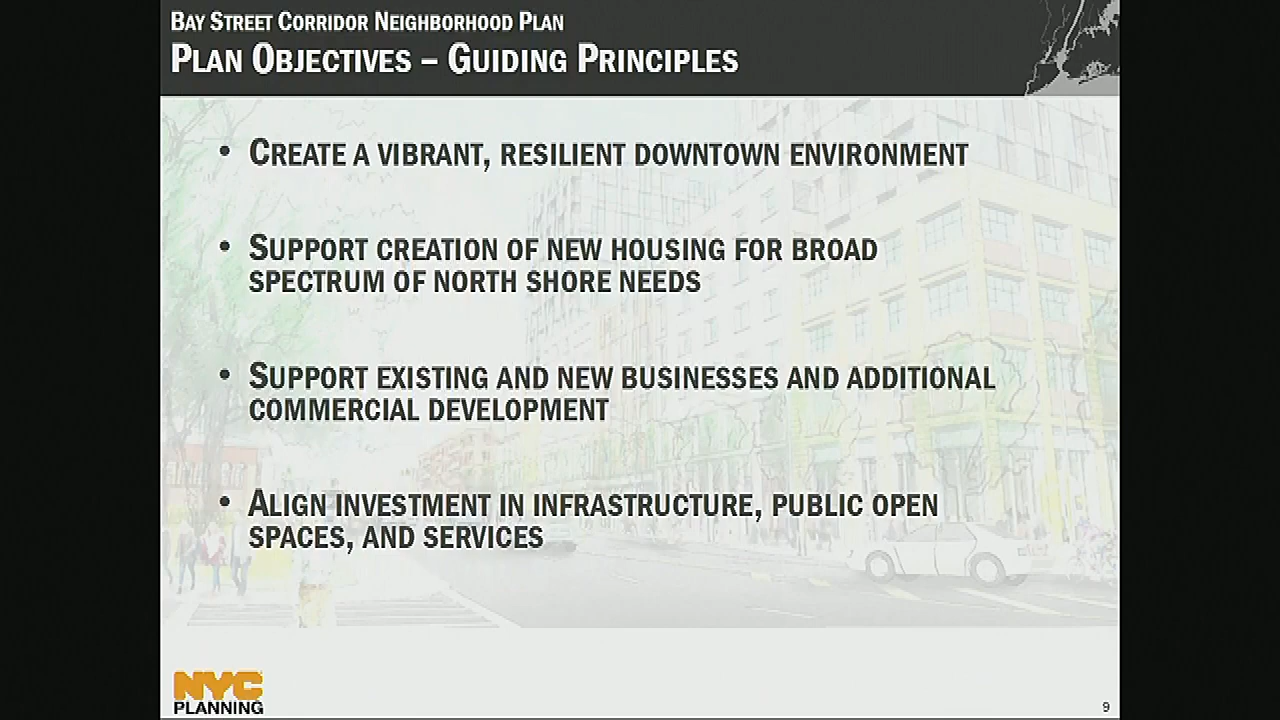 BAY STREET CORRIDOR NEIGHBORHOOD PLAN
PLAN OBJECTIVES – GUIDING PRINCIPLES
• CREATE A VIBRANT, RESILIENT DOWNTOWN ENVIRONMENT
• SUPPORT CREATION OF NEW HOUSING FOR BROAD
SPECTRUM OF NORTH SHORE NEEDS
• SUPPORT EXISTING AND NEW BUSINESSES AND ADDITIONAL
COMMERCIAL DEVELOPMENT
• ALIGN INVESTMENT IN INFRASTRUCTURE, PUBLIC OPEN
SPACES, AND SERVICES
NYC
PLANNING
9